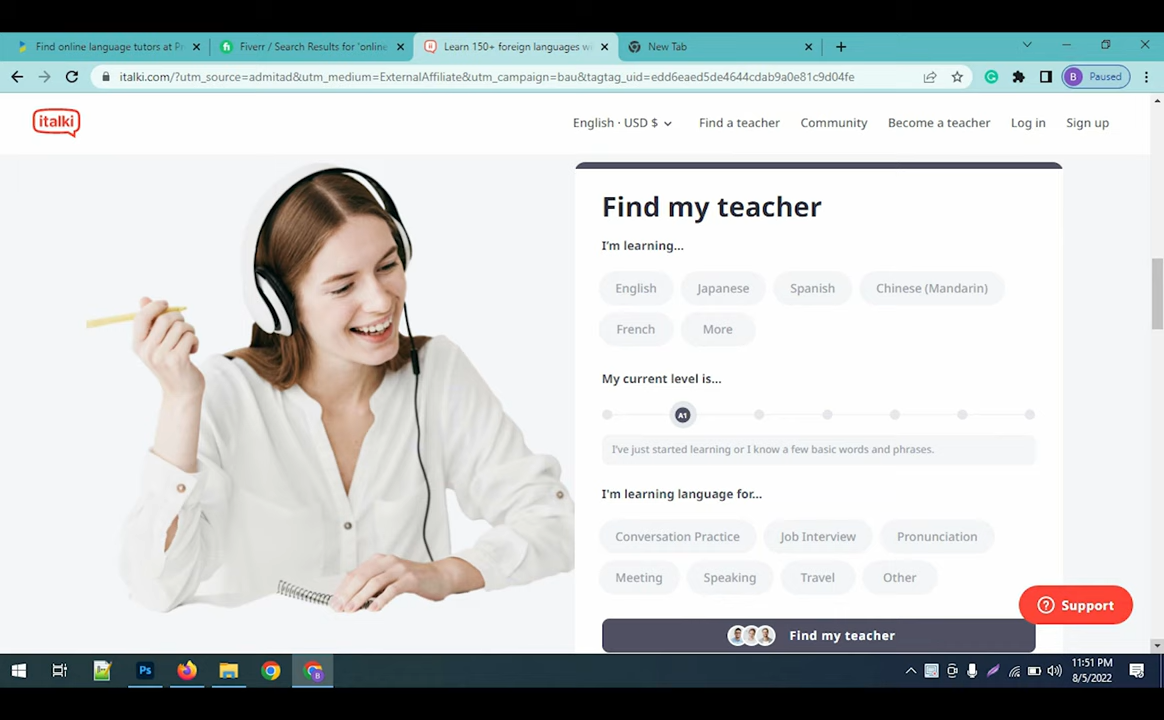 Find online language tutors at Pr
Fiverr / Search Results for 'online
Learn 150+ foreign languages wi
New Tab
italki.com/?utm_source=admitad&utm_medium=ExternalAffiliate&utm_campaign=bau&tagtag_uid=edd6eaed5de4644cdab9a0e81c9d04fe
B Paused
italki
English · USD $
Find a teacher
Community
Become a teacher
Log in
Sign up
Find my teacher
I'm learning...
English Japanese Spanish Chinese (Mandarin)
French More
My current level is...
A1
I've just started learning or I know a few basic words and phrases.
I'm learning language for...
Conversation Practice Job Interview Pronunciation
Meeting Speaking Travel Other
Support
Find my teacher
Ps
11:51 PM
8/5/2022